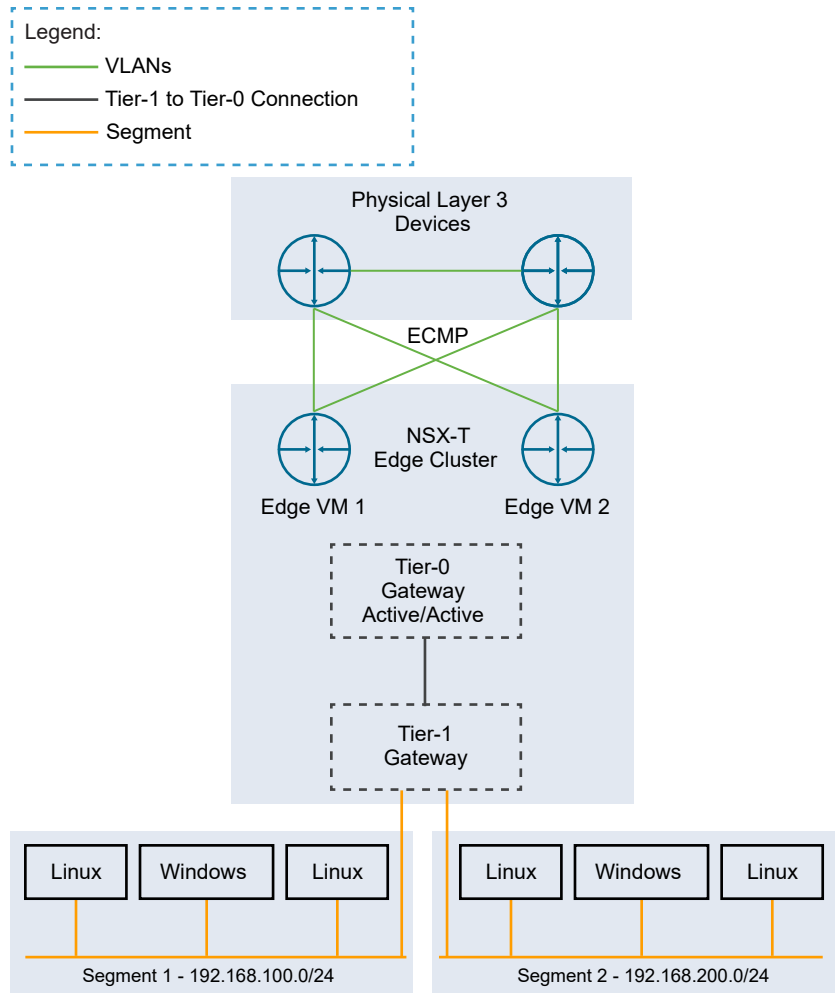 Legend:
VLANs
Tier-1 to Tier-0 Connection
Segment
Physical Layer 3
Devices
ECMP
NSX-T
Edge Cluster
Edge VM 1
Edge VM 2
Tier-0
Gateway
Active/Active
Tier-1
Gateway
Linux
Windows
Linux
Segment 1 - 192.168.100.0/24
Linux
Windows
Linux
Segment 2 - 192.168.200.0/24